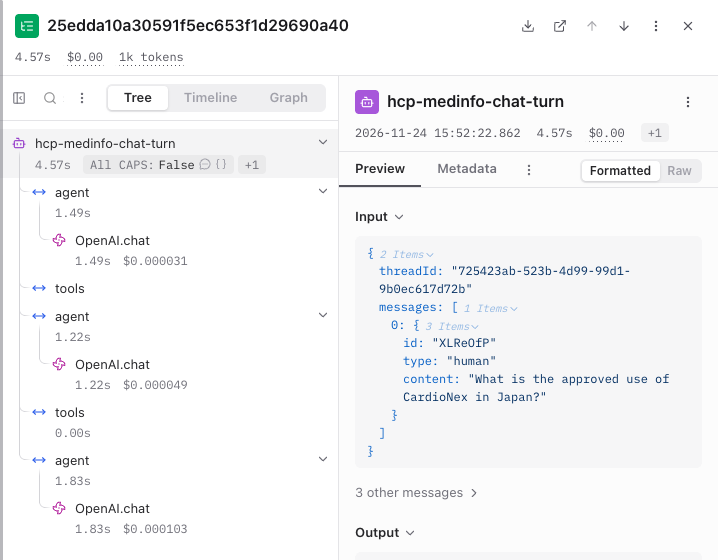 25edda10a30591f5ec653f1d29690a40
4.57s $0.00 1k tokens
Tree Timeline Graph
hcp-medinfo-chat-turn
4.57s All CAPS: False {} +1
agent
1.49s
OpenAI.chat
1.49s $0.000031
tools
agent
1.22s
OpenAI.chat
1.22s $0.000049
tools
0.00s
agent
1.83s
OpenAI.chat
1.83s $0.000103
hcp-medinfo-chat-turn
2026-11-24 15:52:22.862 4.57s $0.00 +1
Preview Metadata Formatted Raw
Input
{ 2 Items
threadId: "725423ab-523b-4d99-99d1-
9b0ec617d72b"
messages: [ 1 Items
0: { 3 Items
id: "XLReOfP"
type: "human"
content: "What is the approved use of
CardioNex in Japan?"
}
]
}
3 other messages
Output